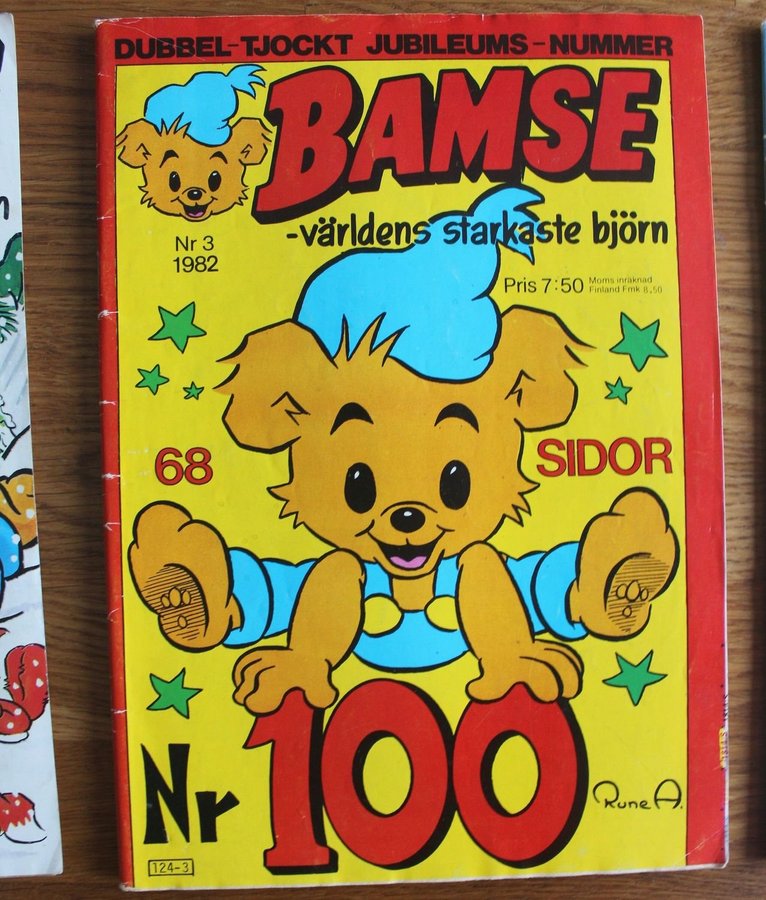 DUBBEL-TJOCKT JUBILEUMS-NUMMER
BAMSE
-världens starkaste björn
Nr 3
1982
Pris 7:50 Moms inräknad
Finland Fmk 8,50
68 SIDOR
Nr 100
Rune A.
124-3